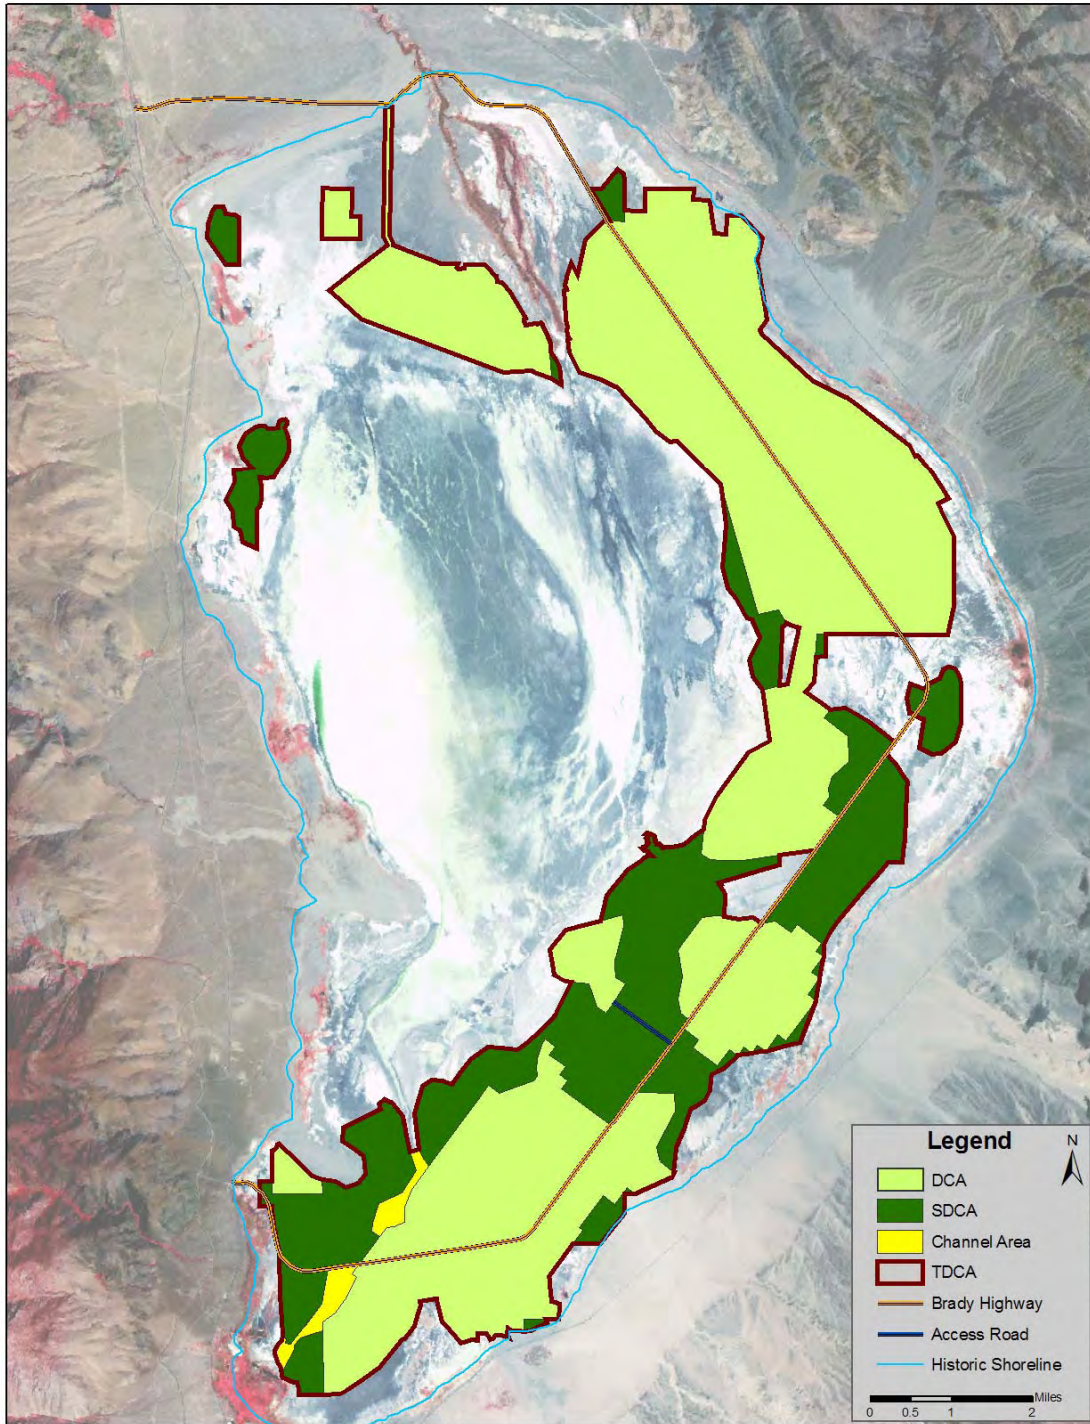 Legend
N
DCA
SDCA
Channel Area
TDCA
Brady Highway
Access Road
Historic Shoreline
Miles
0 0.5 1 2